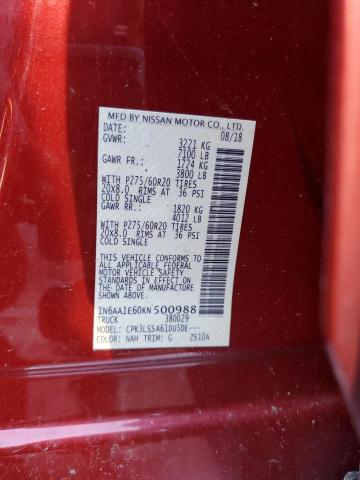 MFD BY NISSAN MOTOR CO., LTD.
DATE: 08/18
GVWR: 3221 KG
7100 LB
GAWR FR.: 1724 KG
3800 LB
WITH P275/60R20 TIRES
20X8.0 RIMS AT 36 PSI
COLD SINGLE
GAWR RR.: 1820 KG
4012 LB
WITH P275/60R20 TIRES
20X8.0 RIMS AT 36 PSI
COLD SINGLE
THIS VEHICLE CONFORMS TO ALL
APPLICABLE U.S. FEDERAL
MOTOR VEHICLE SAFETY
STANDARDS IN EFFECT ON THE
DATE OF MANUFACTURE SHOWN
ABOVE.
1N6AA1E60KN500988
TRUCK 380029
MODEL: CPK3LSSA61DU5DE---
COLOR: NAH TRIM: G 2S10A